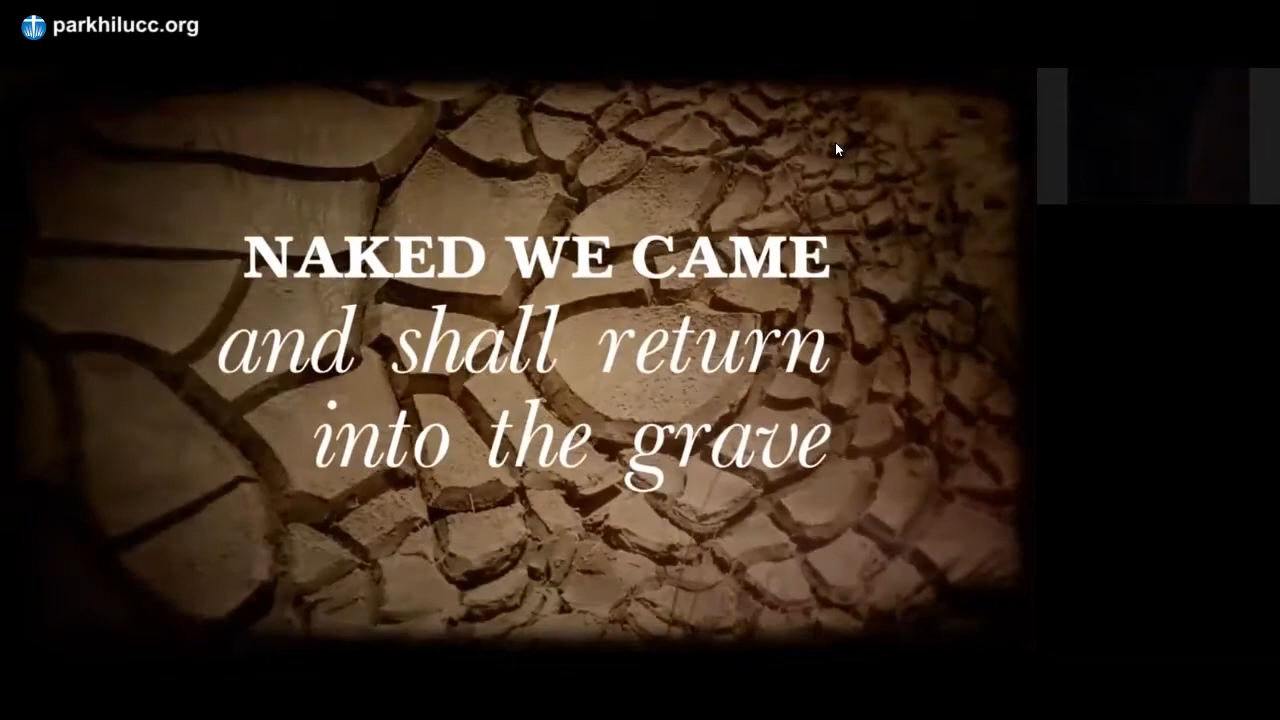 parkhilucc.org
NAKED WE CAME
and shall return
into the grave